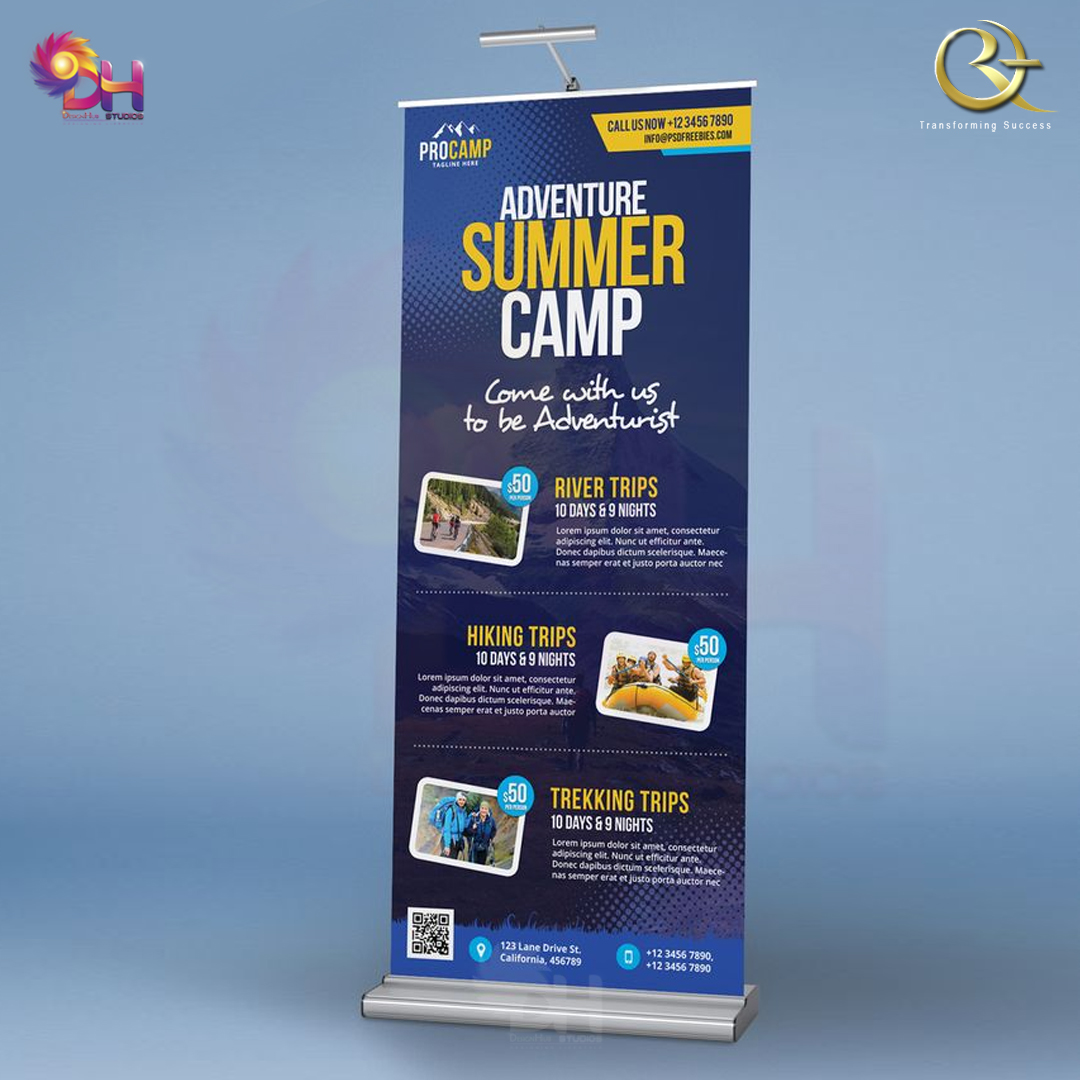 DH
DesignHub STUDIOS
Transforming Success
CALL US NOW +12 3456 7890
INFO@PSDFREEBIES.COM
PROCAMP
TAGLINE HERE
ADVENTURE
SUMMER
CAMP
Come with us
to be Adventurist
$50
PER PERSON
RIVER TRIPS
10 DAYS & 9 NIGHTS
Lorem ipsum dolor sit amet, consectetur
adipiscing elit. Nunc ut efficitur ante.
Donec dapibus dictum scelerisque. Maece-
nas semper erat et justo porta auctor nec
HIKING TRIPS
10 DAYS & 9 NIGHTS
Lorem ipsum dolor sit amet, consectetur
adipiscing elit. Nunc ut efficitur ante.
Donec dapibus dictum scelerisque. Mae-
cenas semper erat et justo porta auctor
$50
PER PERSON
$50
PER PERSON
TREKKING TRIPS
10 DAYS & 9 NIGHTS
Lorem ipsum dolor sit amet, consectetur
adipiscing elit. Nunc ut efficitur ante.
Donec dapibus dictum scelerisque. Maece-
nas semper erat et justo porta auctor nec
123 Lane Drive St.
California, 456789
+12 3456 7890,
+12 3456 7890
DH
STUDIOS